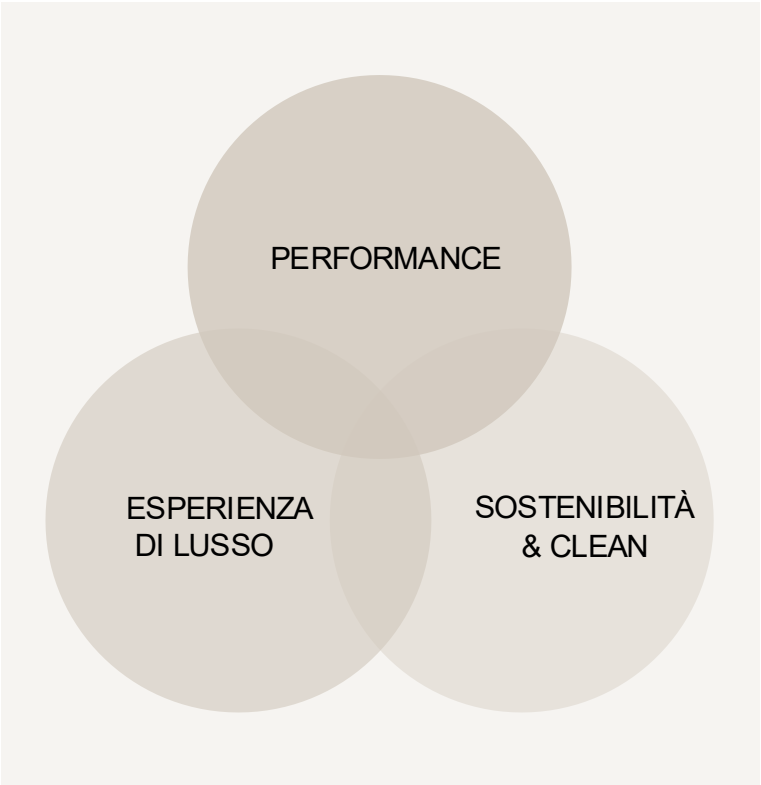 PERFORMANCE
ESPERIENZA
DI LUSSO
SOSTENIBILITÀ
& CLEAN